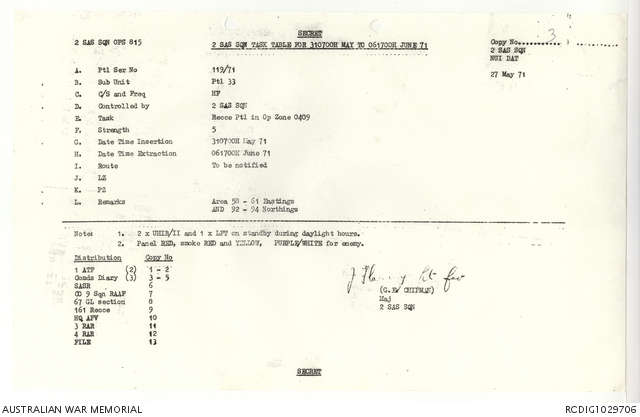 SECRET
2 SAS SQN OPS 815
2 SAS SQN TASK TABLE FOR 310700H MAY TO 061700H JUNE 71
Copy No. 3
2 SAS SQN
NUI DAT
27 May 71
A. Ptl Ser No 119/71
B. Sub Unit Ptl 33
C. C/S and Freq HF
D. Controlled by 2 SAS SQN
E. Task Recce Ptl in Op Zone 0409
F. Strength 5
G. Date Time Insertion 310700H May 71
H. Date Time Extraction 061700H June 71
I. Route To be notified
J. LZ
K. PZ
L. Remarks Area 58 - 61 Eastings
AND 92 - 94 Northings
Note: 1. 2 x UHIB/II and 1 x LFT on standby during daylight hours.
2. Panel RED, smoke RED and YELLOW, PURPLE/WHITE for enemy.
Distribution Copy No
1 ATF (2) 1 - 2
Comds Diary (3) 3 - 5
SASR 6
CO 9 Sqn RAAF 7
67 GL section 8
161 Recce 9
HQ AFV 10
3 RAR 11
4 RAR 12
FILE 13
for
(G.R. CHIPMAN)
Maj
2 SAS SQN
SECRET
AUSTRALIAN WAR MEMORIAL
RCDIG1029706